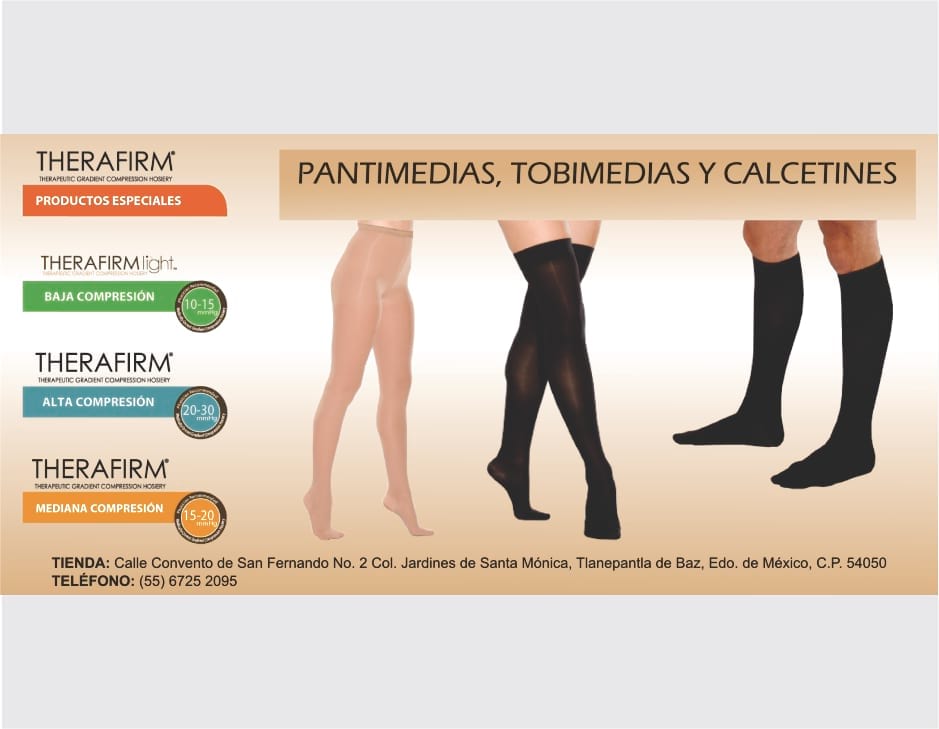 THERAFIRM®
THERAPEUTIC GRADIENT COMPRESSION HOSIERY
PRODUCTOS ESPECIALES
PANTIMEDIAS, TOBIMEDIAS Y CALCETINES
THERAFIRMlight™
THERAPEUTIC GRADIENT COMPRESSION HOSIERY
BAJA COMPRESIÓN
10-15
mmHg
THERAFIRM®
THERAPEUTIC GRADIENT COMPRESSION HOSIERY
ALTA COMPRESIÓN
20-30
mmHg
THERAFIRM®
THERAPEUTIC GRADIENT COMPRESSION HOSIERY
MEDIANA COMPRESIÓN
15-20
mmHg
TIENDA: Calle Convento de San Fernando No. 2 Col. Jardines de Santa Mónica, Tlanepantla de Baz, Edo. de México, C.P. 54050
TELÉFONO: (55) 6725 2095